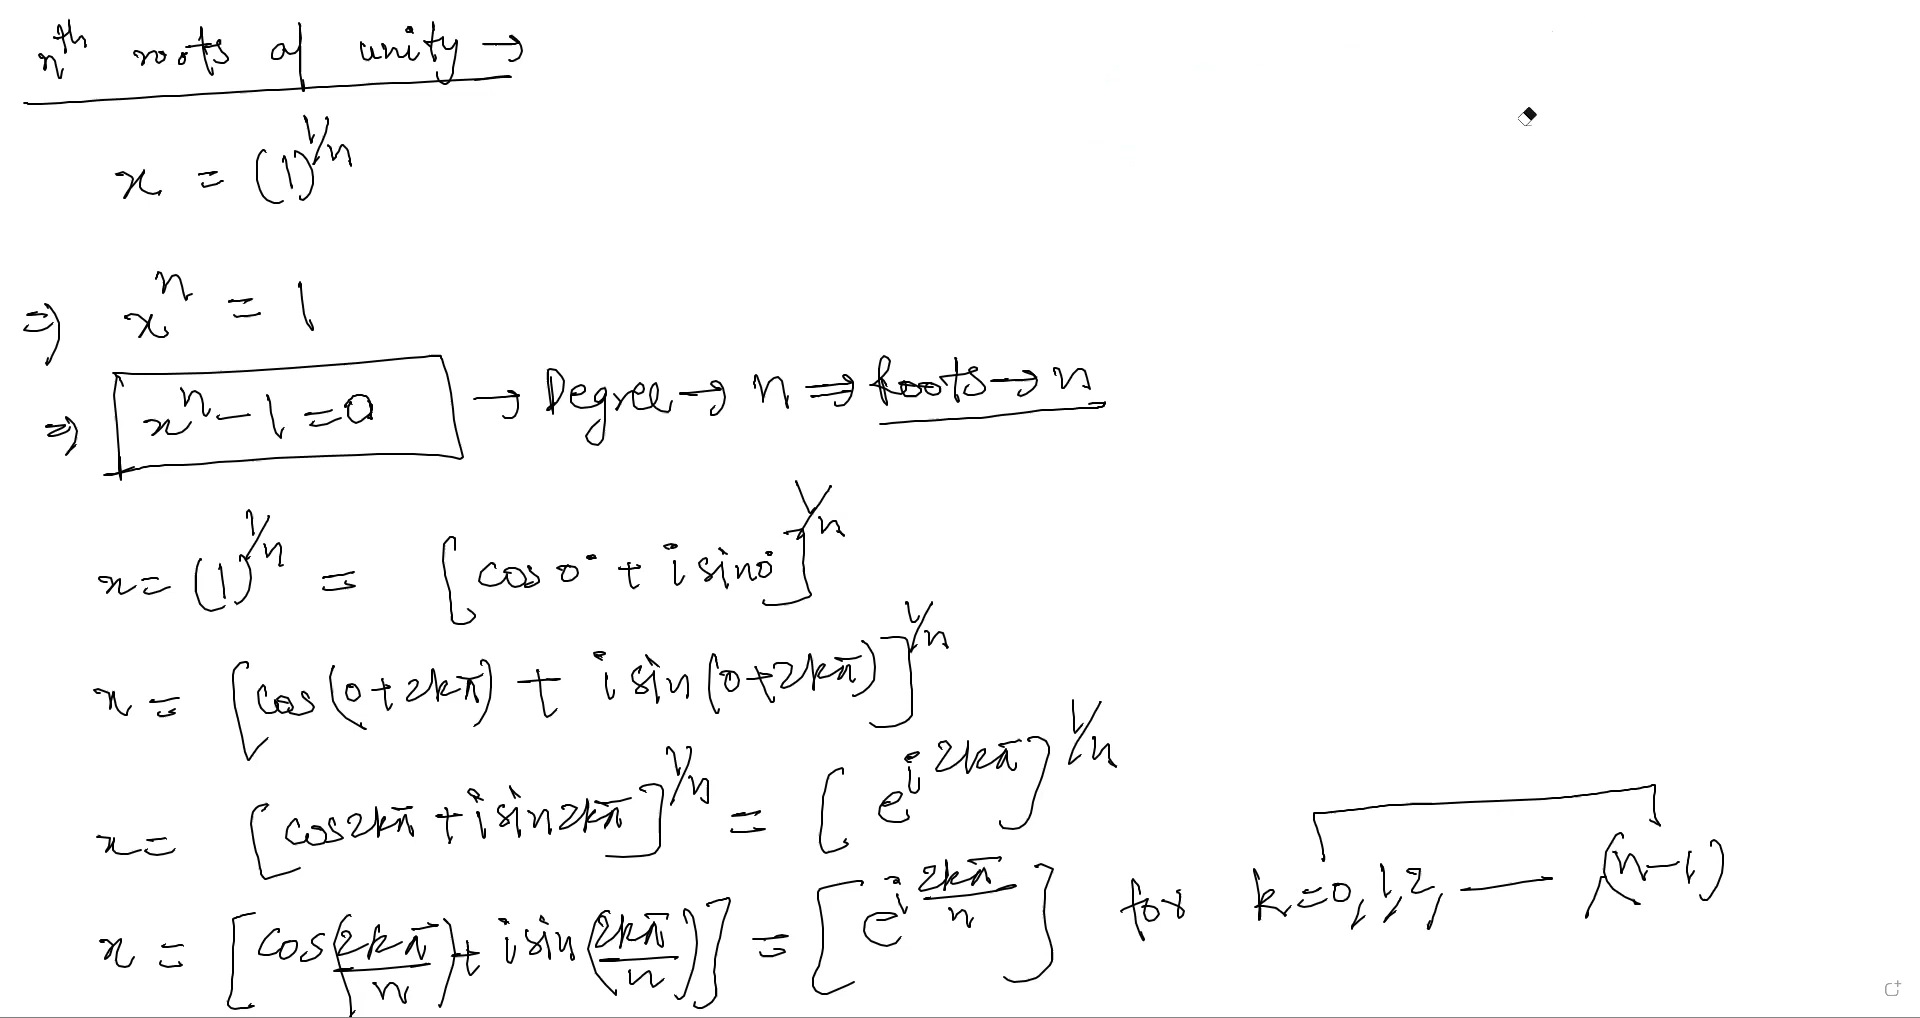 nth roots of unity →
x = (1)^{1/n}
⇒) x^n = 1
⇒) x^n - 1 = 0 → Degree → n ⇒ Roots → n
x = (1)^{1/n} = [cos 0° + i sin 0°]^{1/n}
x = [cos(0+2kπ) + i sin(0+2kπ)]^{1/n}
x = [cos2kπ + i sin2kπ]^{1/n} = [e^{i2kπ}]^{1/n}
x = [cos(2kπ/n) + i sin(2kπ/n)] = [e^{i 2kπ/n}] for k=0,1,2, — ,(n-1)